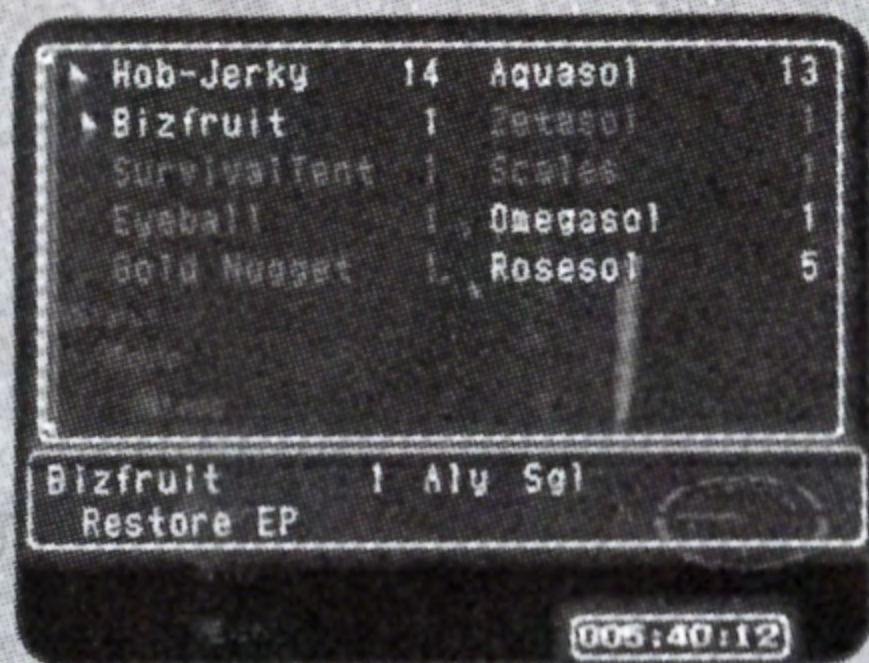 Hob-Jerky 14 Aquasol 13
Bizfruit 1 Zetasol 1
SurvivalTent 1 Scales 1
Eyeball 1 Omegasol 1
Gold Nugget 1 Rosesol 5
Bizfruit 1 Aly Sgl
Restore EP
005:40:12